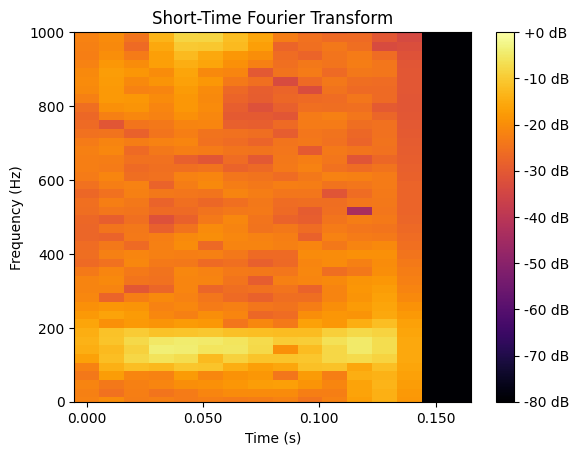 Short-Time Fourier Transform
1000
800
600
400
200
0
Frequency (Hz)
0.000
0.050
0.100
0.150
Time (s)
+0 dB
-10 dB
-20 dB
-30 dB
-40 dB
-50 dB
-60 dB
-70 dB
-80 dB